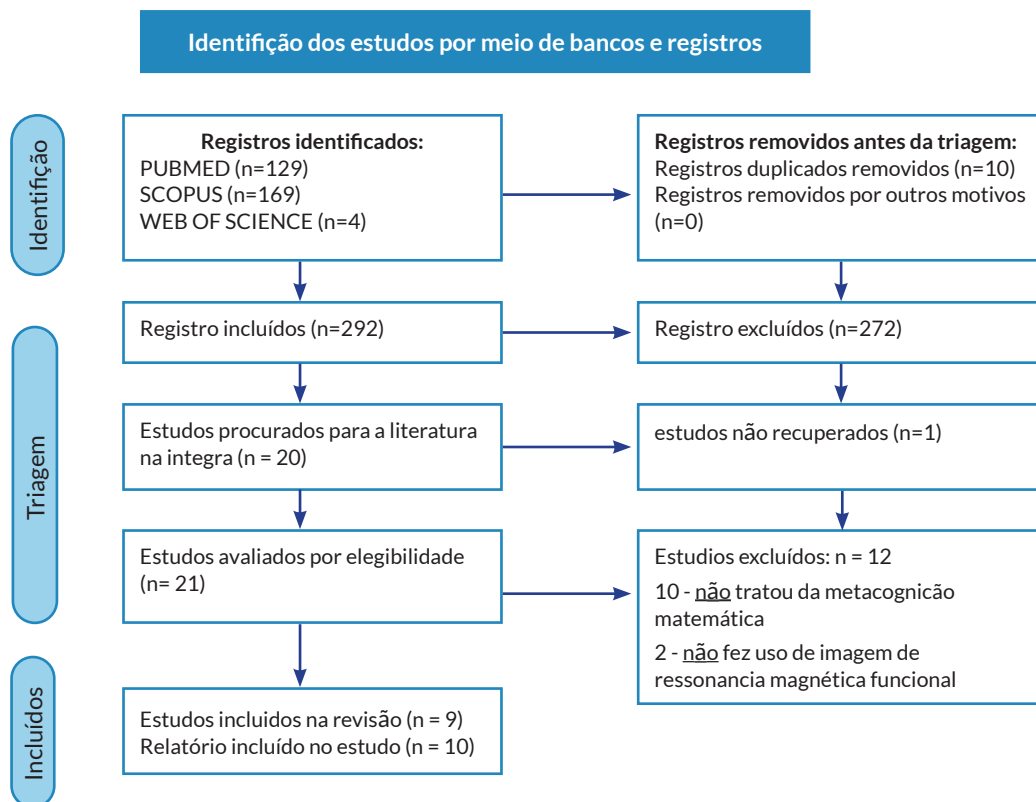 Identifição dos estudos por meio de bancos e registros
Identifição
Registros identificados:
PUBMED (n=129)
SCOPUS (n=169)
WEB OF SCIENCE (n=4)
Registros removidos antes da triagem:
Registros duplicados removidos (n=10)
Registros removidos por outros motivos
(n=0)
Triagem
Registro incluídos (n=292)
Registro excluídos (n=272)
Estudos procurados para a literatura
na integra (n = 20)
estudos não recuperados (n=1)
Estudos avaliados por elegibilidade
(n= 21)
Estudios excluídos: n = 12
10 - não tratou da metacognicão
matemática
2 - não fez uso de imagem de
ressonancia magnética funcional
Incluídos
Estudos incluidos na revisão (n = 9)
Relatório incluído no estudo (n = 10)